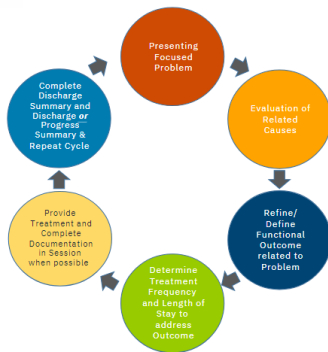 Presenting
Focused
Problem
Evaluation of
Related
Causes
Refine/
Define
Functional
Outcome
related to
Problem
Determine
Treatment
Frequency
and Length of
Stay to
address
Outcome
Provide
Treatment and
Complete
Documentation
in Session
when possible
Complete
Discharge
Summary and
Discharge or
Progress
Summary &
Repeat Cycle